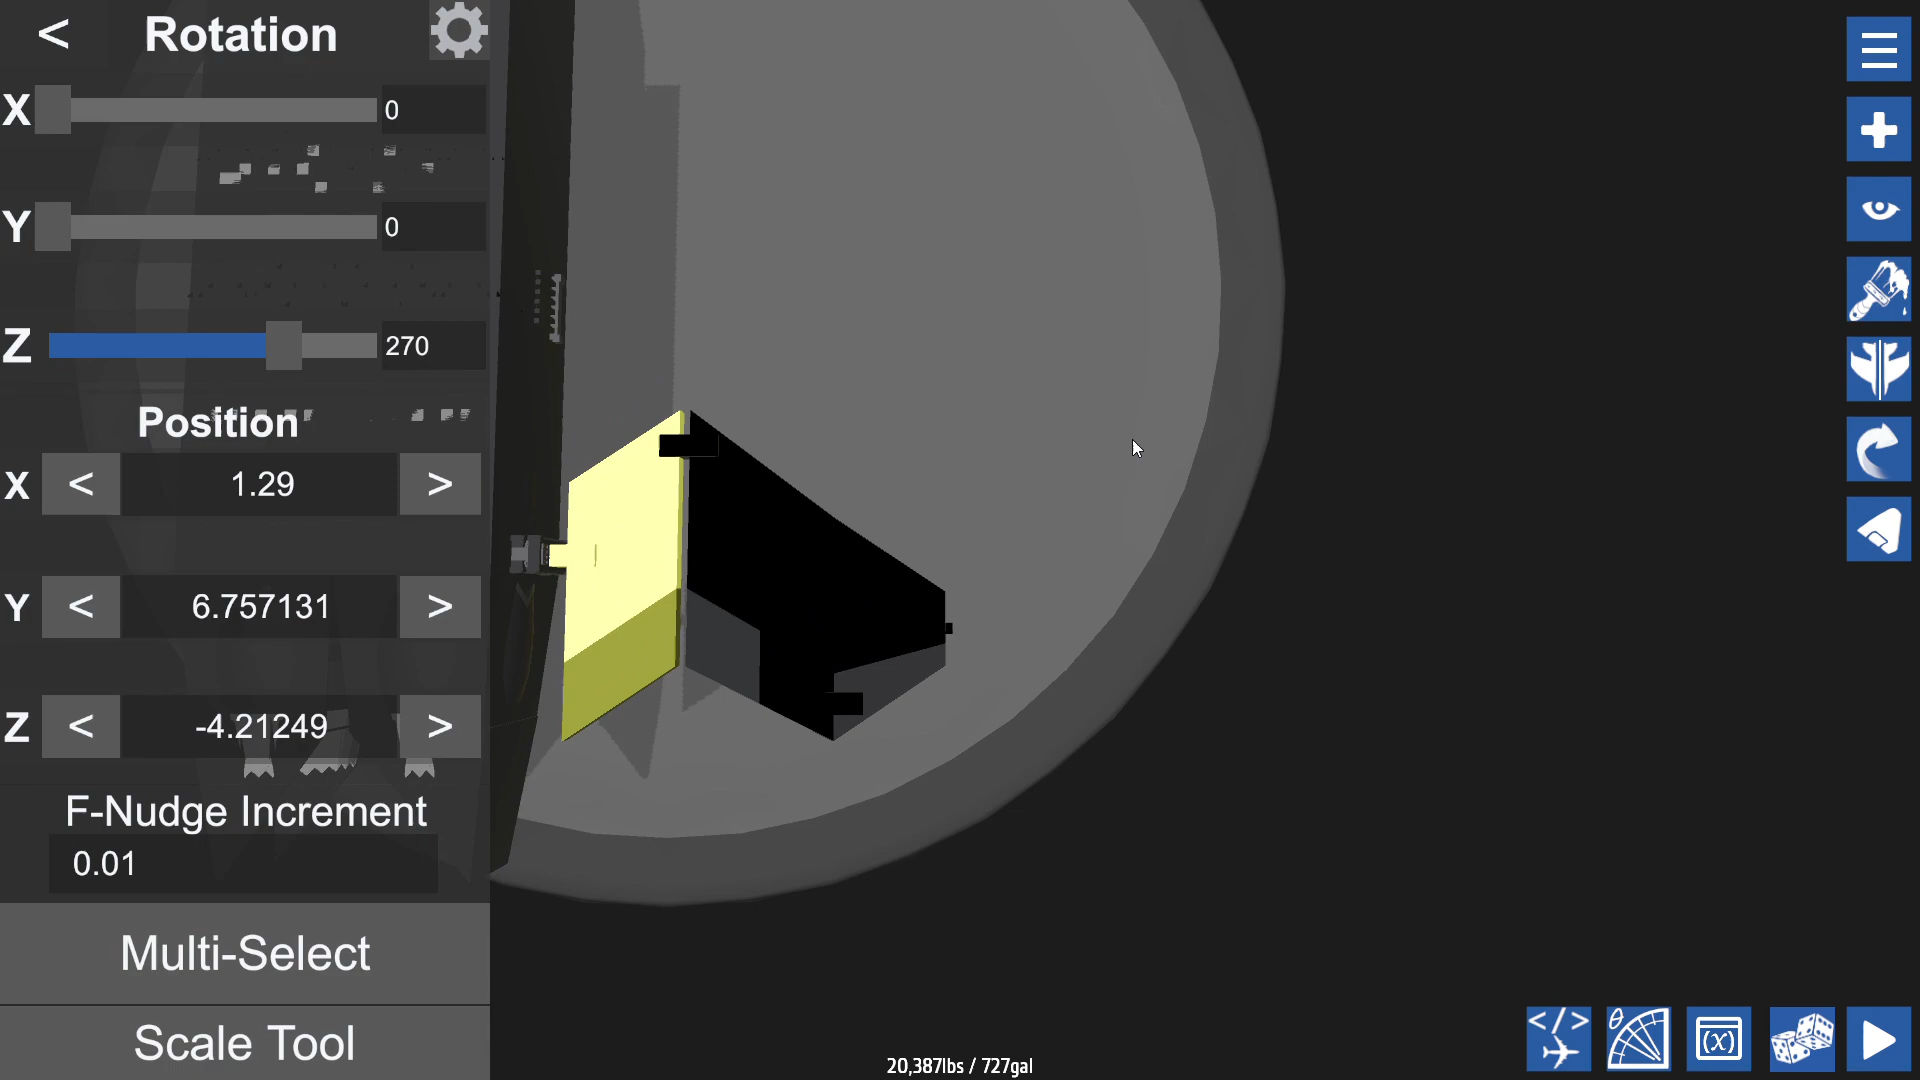 < Rotation
X 0
Y 0
Z 270
Position
X < 1.29 >
Y < 6.757131 >
Z < -4.21249 >
F-Nudge Increment
0.01
Multi-Select
Scale Tool
20,387lbs / 727gal
</>
θ
(x)